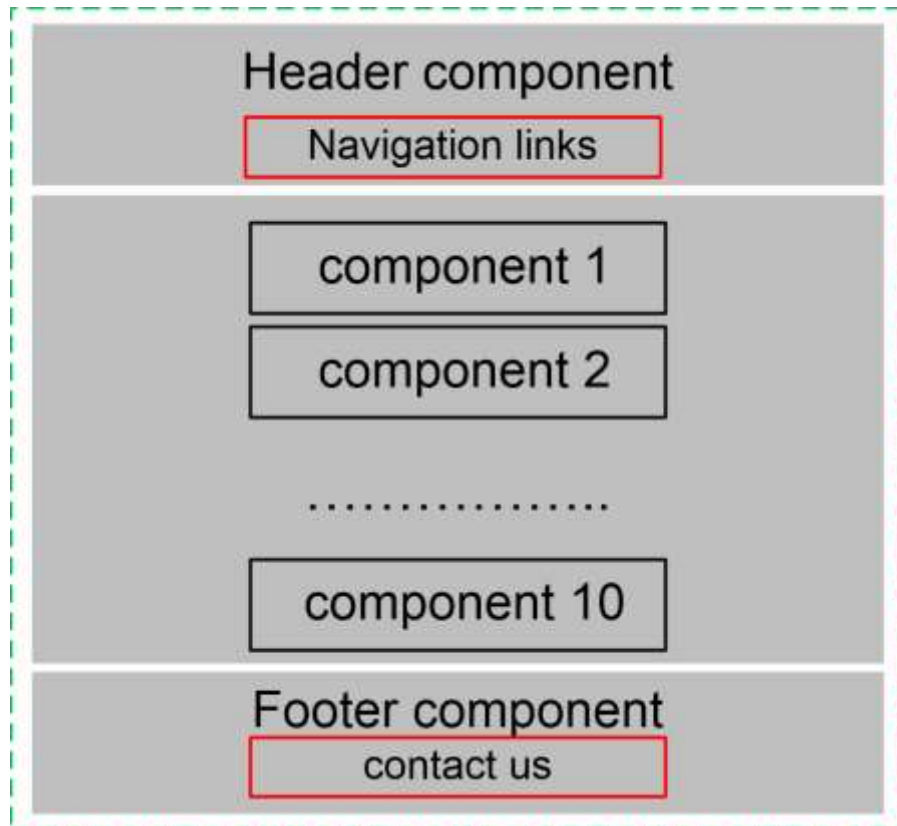 Header component
Navigation links
component 1
component 2
.................
component 10
Footer component
contact us